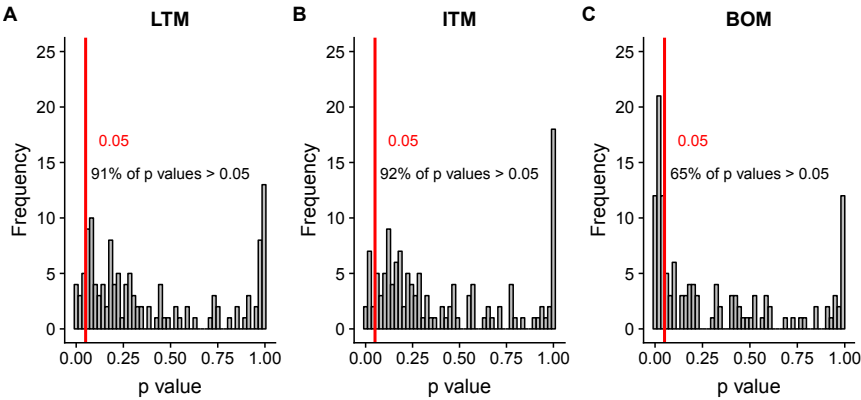 A
LTM
Frequency
25
20
15
10
5
0
0.05
91% of p values > 0.05
0.00
0.25
0.50
0.75
1.00
p value
B
ITM
Frequency
25
20
15
10
5
0
0.05
92% of p values > 0.05
0.00
0.25
0.50
0.75
1.00
p value
C
BOM
Frequency
25
20
15
10
5
0
0.05
65% of p values > 0.05
0.00
0.25
0.50
0.75
1.00
p value